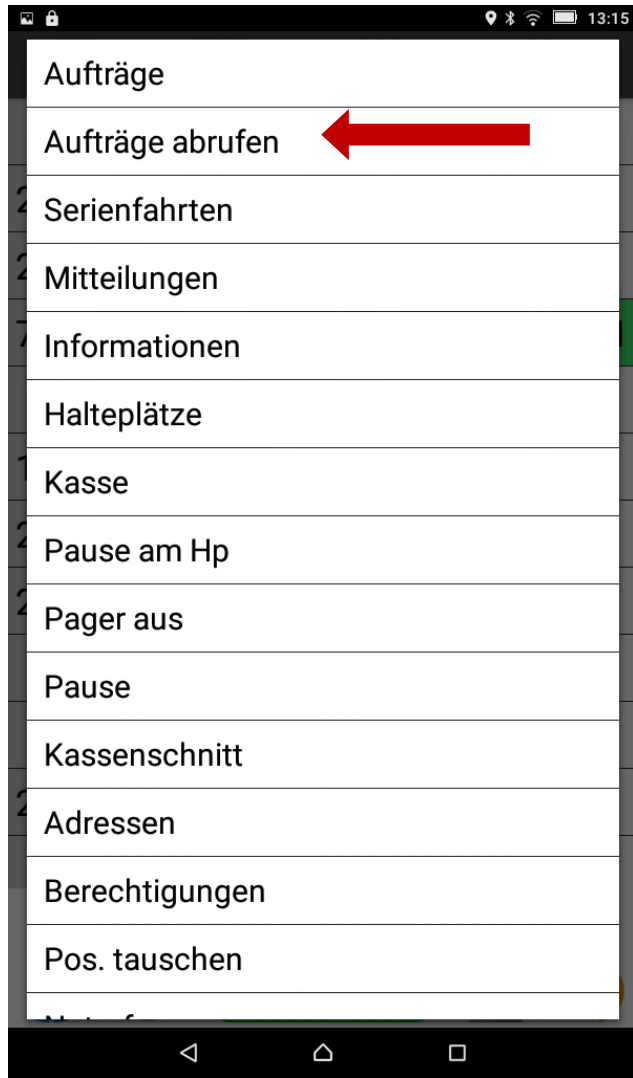 13:15
Aufträge
Aufträge abrufen
Serienfahrten
Mitteilungen
Informationen
Halteplätze
Kasse
Pause am Hp
Pager aus
Pause
Kassenschnitt
Adressen
Berechtigungen
Pos. tauschen